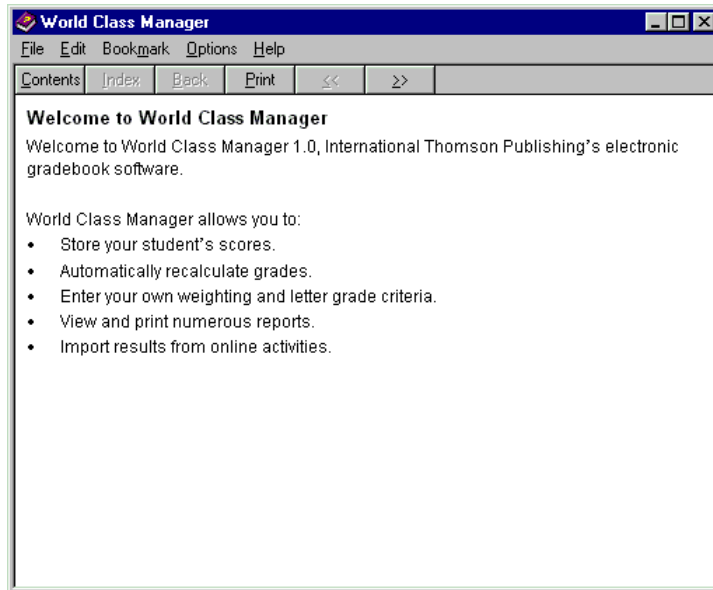 World Class Manager
File Edit Bookmark Options Help
Contents Index Back Print << >>
Welcome to World Class Manager
Welcome to World Class Manager 1.0, International Thomson Publishing's electronic
gradebook software.
World Class Manager allows you to:
• Store your student's scores.
• Automatically recalculate grades.
• Enter your own weighting and letter grade criteria.
• View and print numerous reports.
• Import results from online activities.